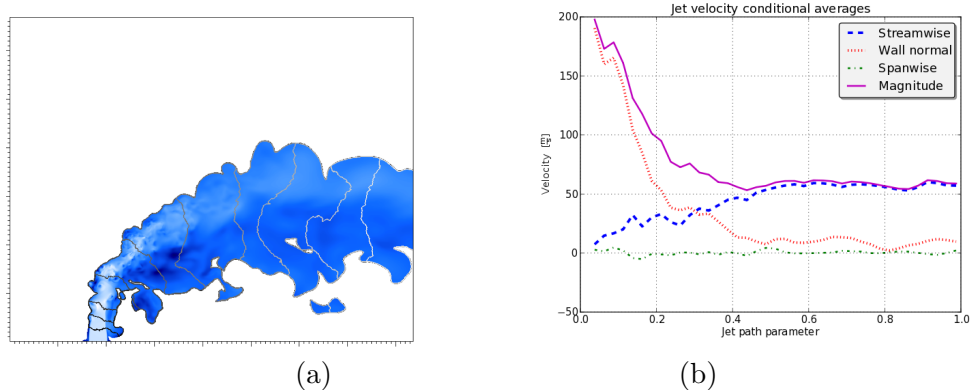 Jet velocity conditional averages
200
150
100
50
0
−50
Velocity [m/s]
Streamwise
Wall normal
Spanwise
Magnitude
0.0 0.2 0.4 0.6 0.8 1.0
Jet path parameter
(a) (b)